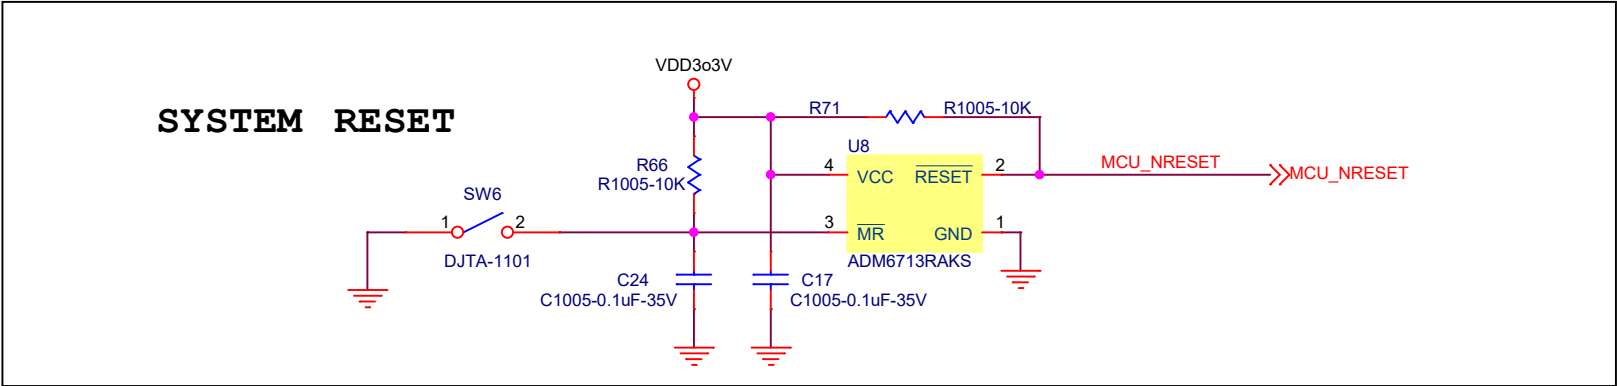 VDD3o3V
SYSTEM RESET
R71 R1005-10K
U8
R66
R1005-10K
4 VCC RESET 2
MCU_NRESET
MCU_NRESET
SW6
1 2
3 MR GND 1
DJTA-1101
ADM6713RAKS
C24
C1005-0.1uF-35V
C17
C1005-0.1uF-35V